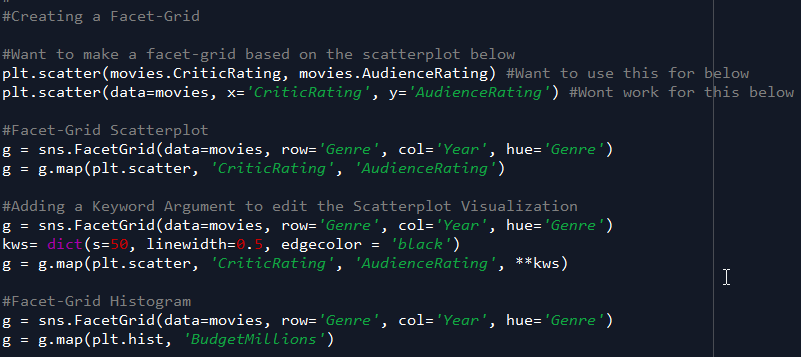 #
#Creating a Facet-Grid
#Want to make a facet-grid based on the scatterplot below
plt.scatter(movies.CriticRating, movies.AudienceRating) #Want to use this for below
plt.scatter(data=movies, x='CriticRating', y='AudienceRating') #Wont work for this below
#Facet-Grid Scatterplot
g = sns.FacetGrid(data=movies, row='Genre', col='Year', hue='Genre')
g = g.map(plt.scatter, 'CriticRating', 'AudienceRating')
#Adding a Keyword Argument to edit the Scatterplot Visualization
g = sns.FacetGrid(data=movies, row='Genre', col='Year', hue='Genre')
kws= dict(s=50, linewidth=0.5, edgecolor = 'black')
g = g.map(plt.scatter, 'CriticRating', 'AudienceRating', **kws)
#Facet-Grid Histogram
g = sns.FacetGrid(data=movies, row='Genre', col='Year', hue='Genre')
g = g.map(plt.hist, 'BudgetMillions')